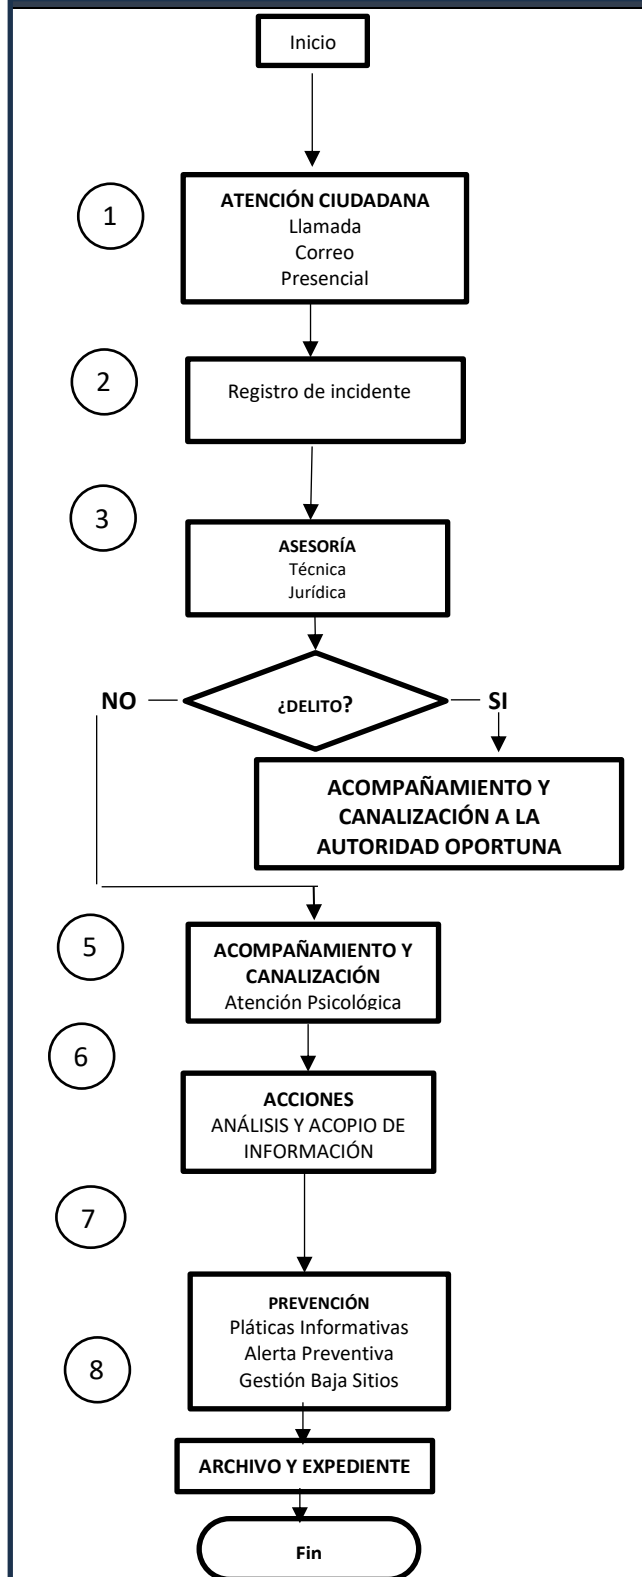 Inicio
1
ATENCIÓN CIUDADANA
Llamada
Correo
Presencial
2
Registro de incidente
3
ASESORÍA
Técnica
Jurídica
NO
¿DELITO?
SI
ACOMPAÑAMIENTO Y
CANALIZACIÓN A LA
AUTORIDAD OPORTUNA
5
ACOMPAÑAMIENTO Y
CANALIZACIÓN
Atención Psicológica
6
ACCIONES
ANÁLISIS Y ACOPIO DE
INFORMACIÓN
7
PREVENCIÓN
Pláticas Informativas
Alerta Preventiva
Gestión Baja Sitios
8
ARCHIVO Y EXPEDIENTE
Fin